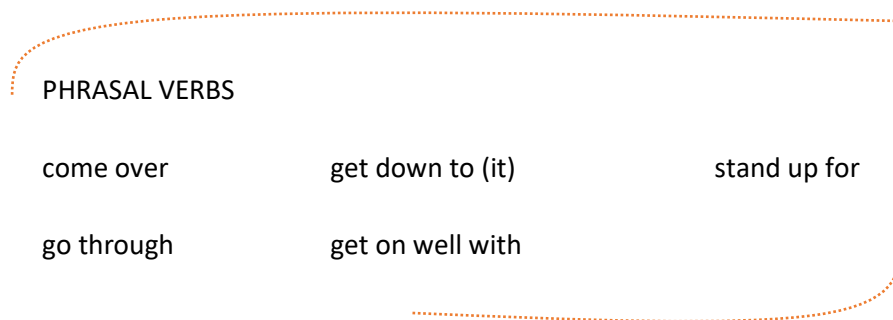 PHRASAL VERBS
come over get down to (it) stand up for
go through get on well with